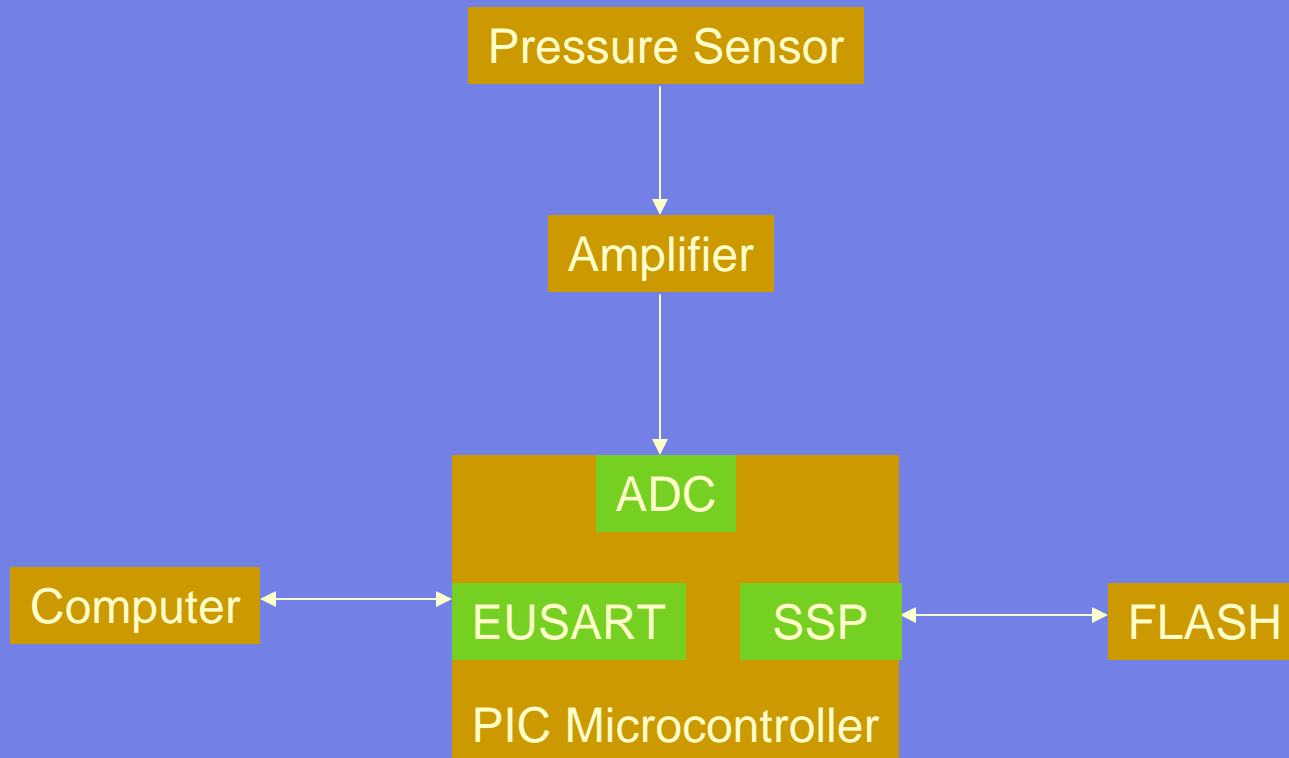 Pressure Sensor
Amplifier
ADC
Computer
EUSART
SSP
FLASH
PIC Microcontroller